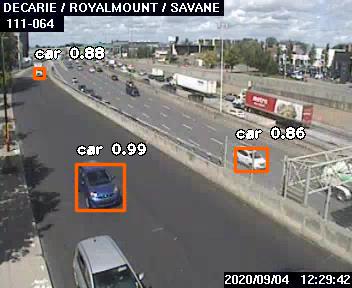 DECARIE / ROYALMOUNT / SAVANE
111-064
car 0.88
car 0.99
car 0.86
metro
2020/09/04 12:29:42